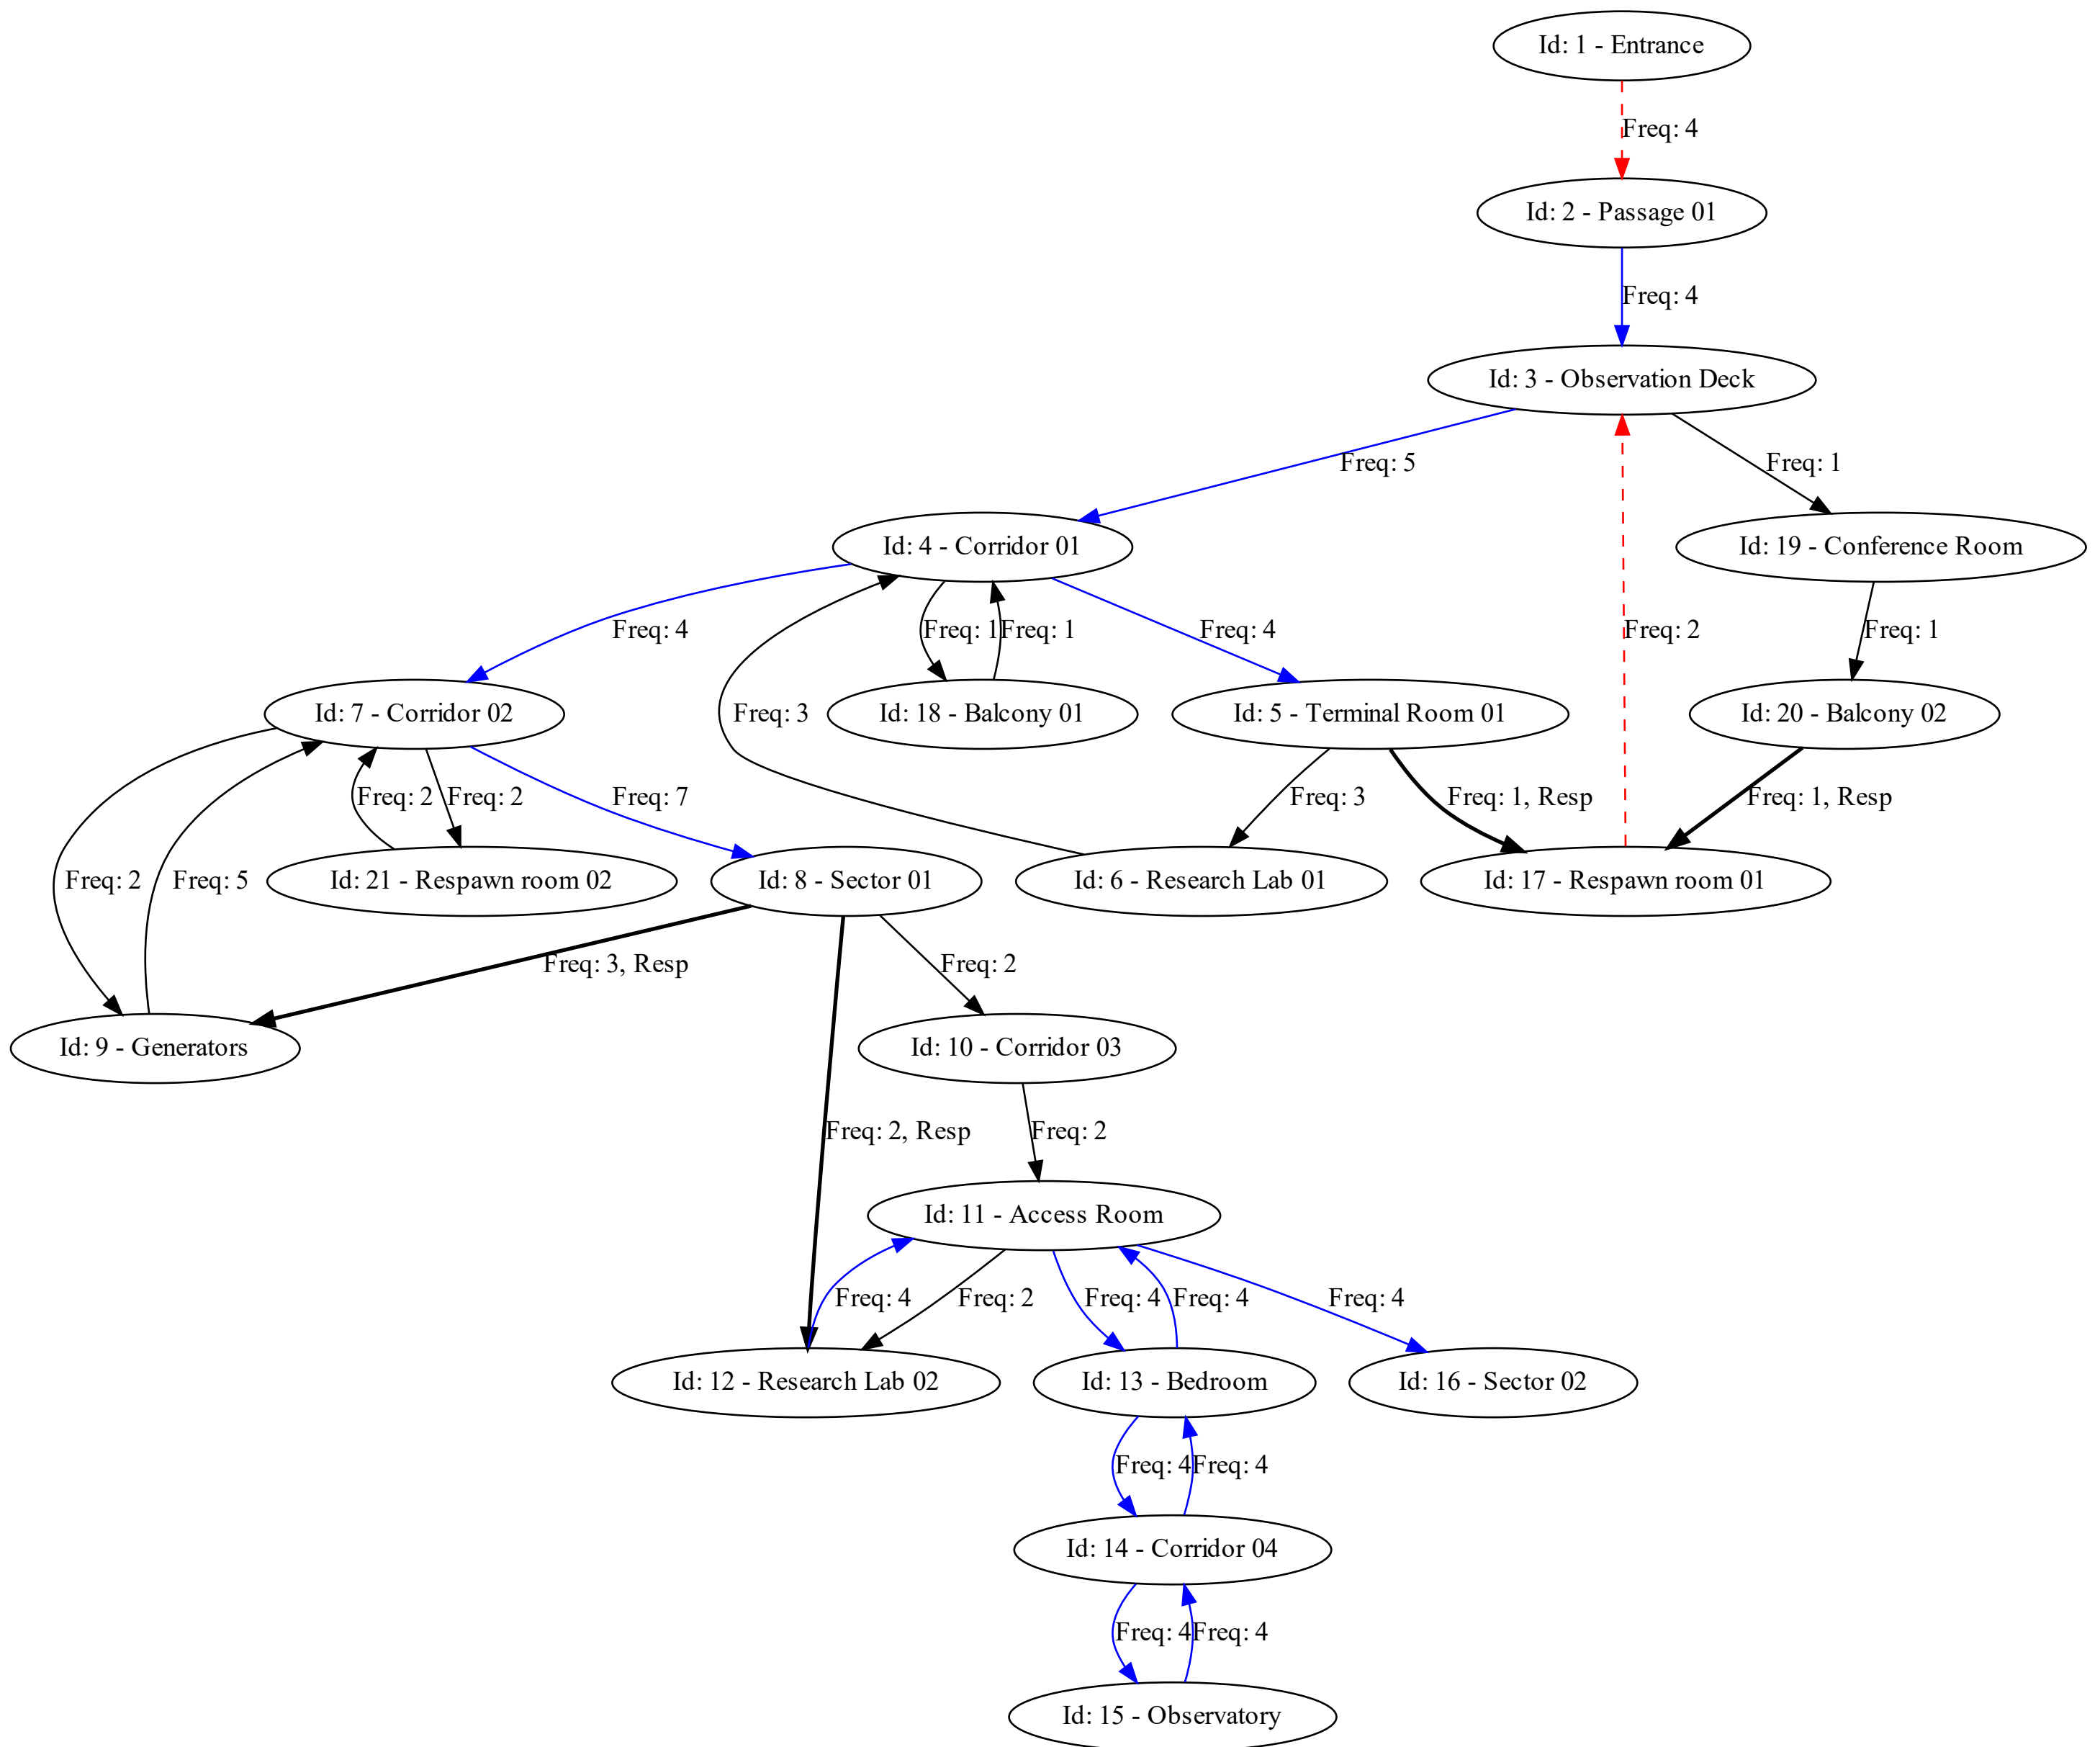 Id: 1 - Entrance
Freq: 4
Id: 2 - Passage 01
Freq: 4
Id: 3 - Observation Deck
Freq: 5
Freq: 1
Id: 4 - Corridor 01
Id: 19 - Conference Room
Freq: 4
Freq: 1
Freq: 1
Freq: 4
Freq: 2
Freq: 1
Id: 7 - Corridor 02
Freq: 3
Id: 18 - Balcony 01
Id: 5 - Terminal Room 01
Id: 20 - Balcony 02
Freq: 2
Freq: 2
Freq: 7
Freq: 3
Freq: 1, Resp
Freq: 1, Resp
Freq: 2
Freq: 5
Id: 21 - Respawn room 02
Id: 8 - Sector 01
Id: 6 - Research Lab 01
Id: 17 - Respawn room 01
Freq: 3, Resp
Freq: 2
Id: 9 - Generators
Id: 10 - Corridor 03
Freq: 2, Resp
Freq: 2
Id: 11 - Access Room
Freq: 4
Freq: 2
Freq: 4
Freq: 4
Freq: 4
Id: 12 - Research Lab 02
Id: 13 - Bedroom
Id: 16 - Sector 02
Freq: 4
Freq: 4
Id: 14 - Corridor 04
Freq: 4
Freq: 4
Id: 15 - Observatory